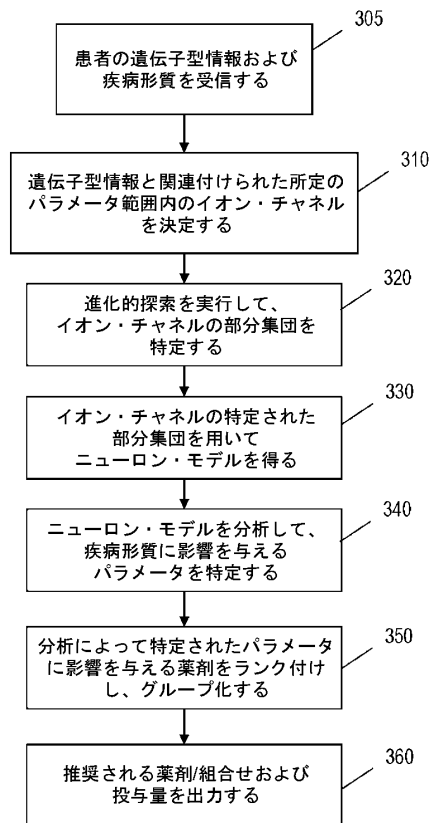 305
患者の遺伝子型情報および
疾病形質を受信する
310
遺伝子型情報と関連付けられた所定の
パラメータ範囲内のイオン・チャネル
を決定する
320
進化的探索を実行して、
イオン・チャネルの部分集団を
特定する
330
イオン・チャネルの特定された
部分集団を用いて
ニューロン・モデルを得る
340
ニューロン・モデルを分析して、
疾病形質に影響を与える
パラメータを特定する
350
分析によって特定されたパラメータ
に影響を与える薬剤をランク付け
し、グループ化する
360
推奨される薬剤/組合せおよび
投与量を出力する